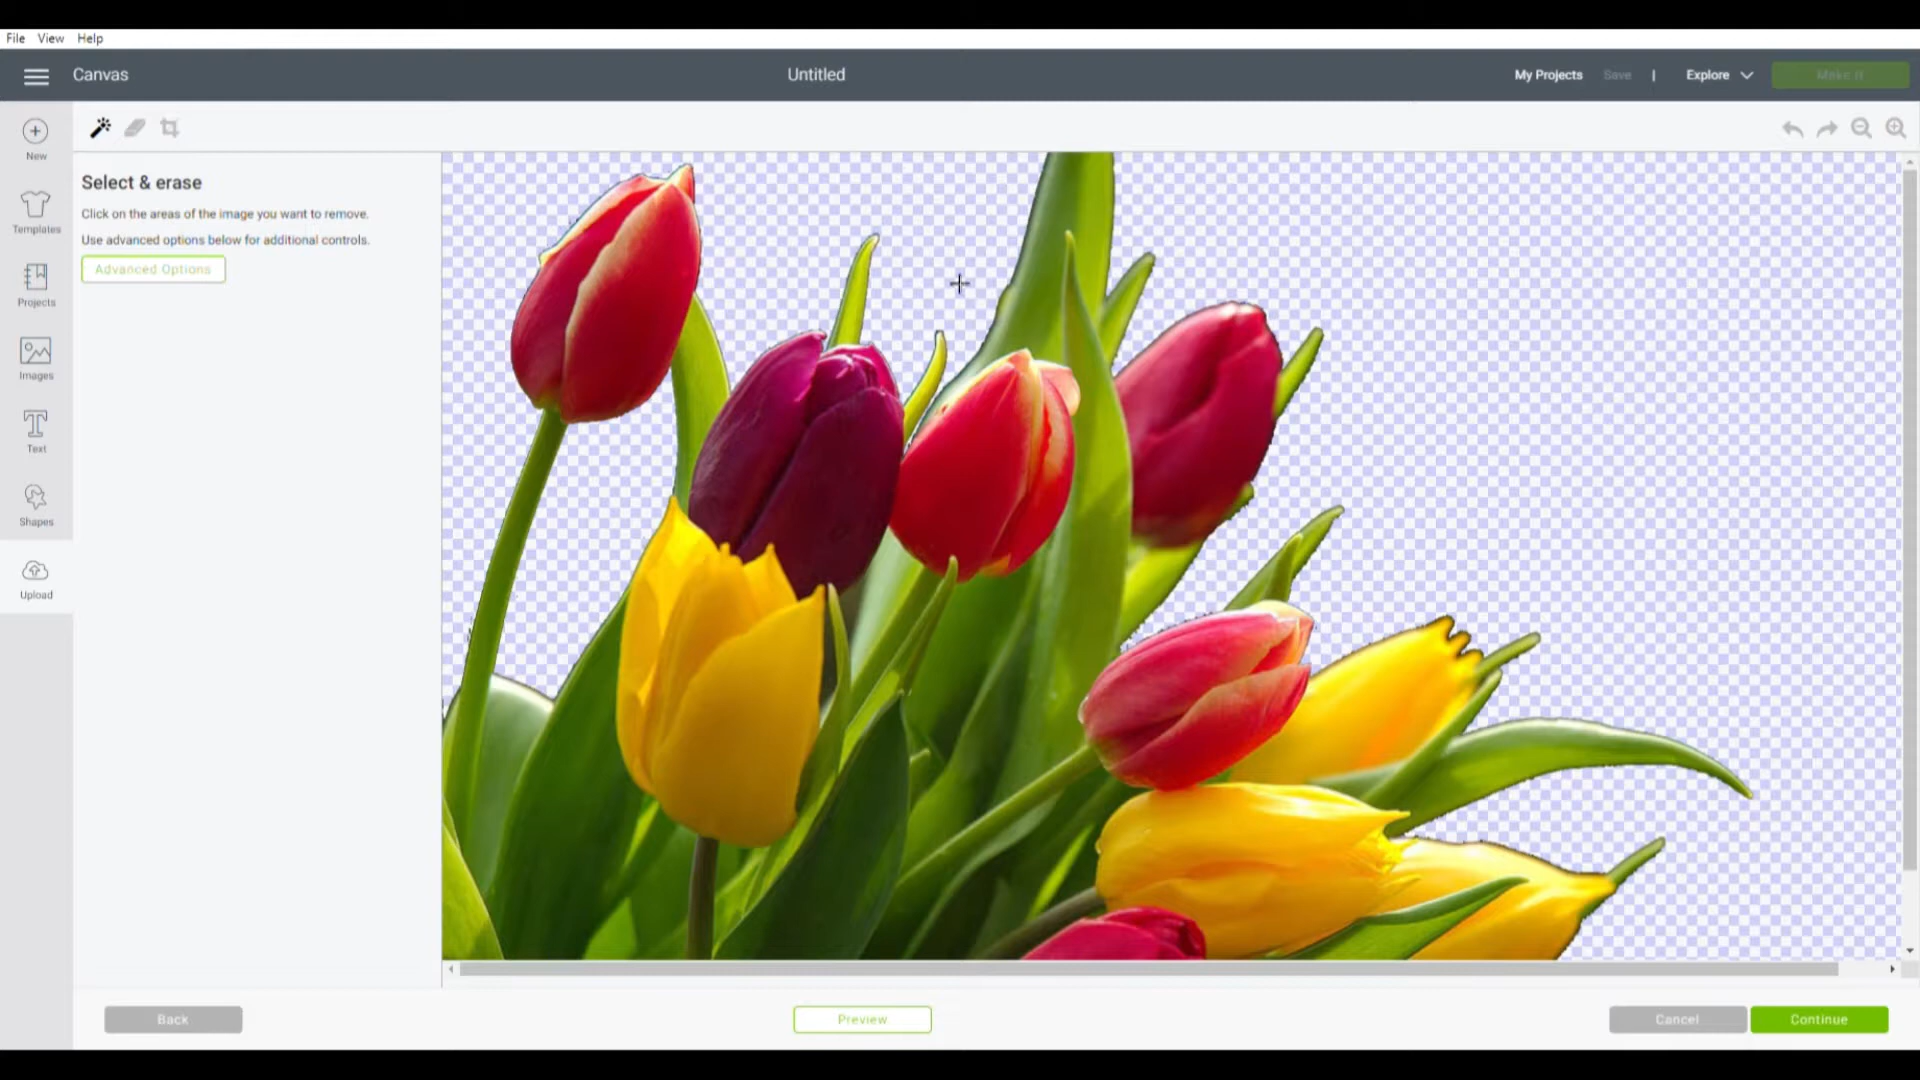 File View Help
Canvas
Untitled
My Projects Save | Explore
Make It
New
Templates
Projects
Images
Text
Shapes
Upload
Select & erase
Click on the areas of the image you want to remove.
Use advanced options below for additional controls.
Advanced Options
Back
Preview
Cancel
Continue